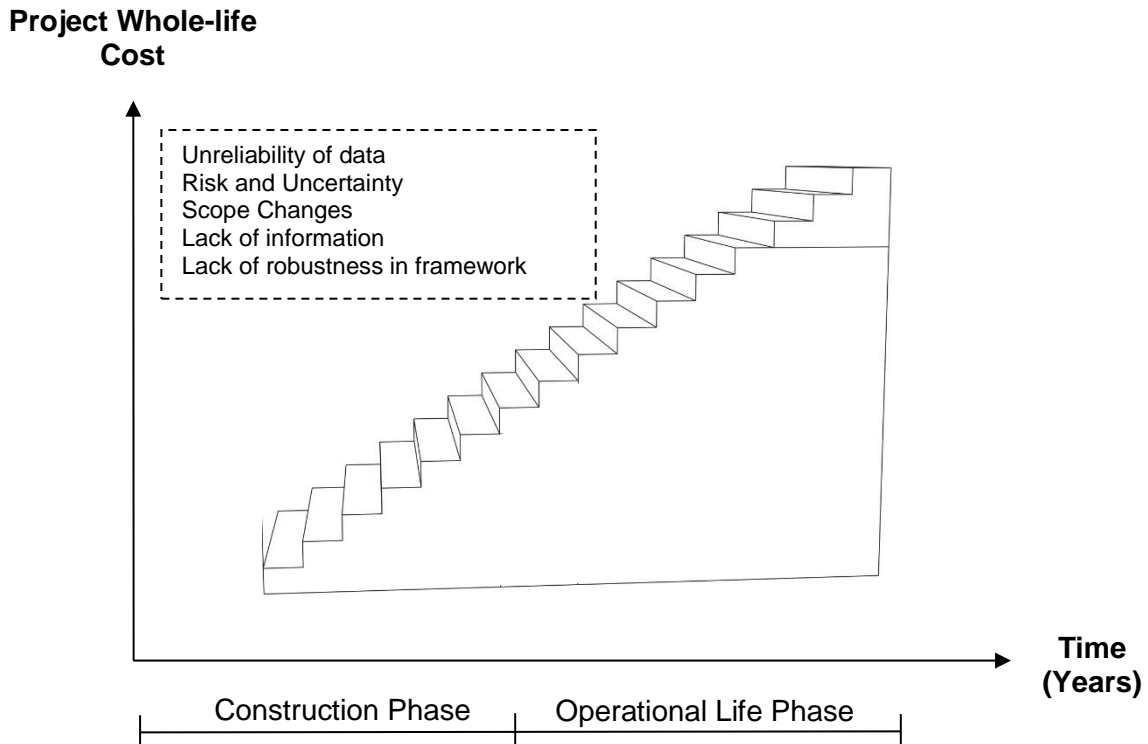 Project Whole-life
Cost
Unreliability of data
Risk and Uncertainty
Scope Changes
Lack of information
Lack of robustness in framework
Time
(Years)
Construction Phase
Operational Life Phase